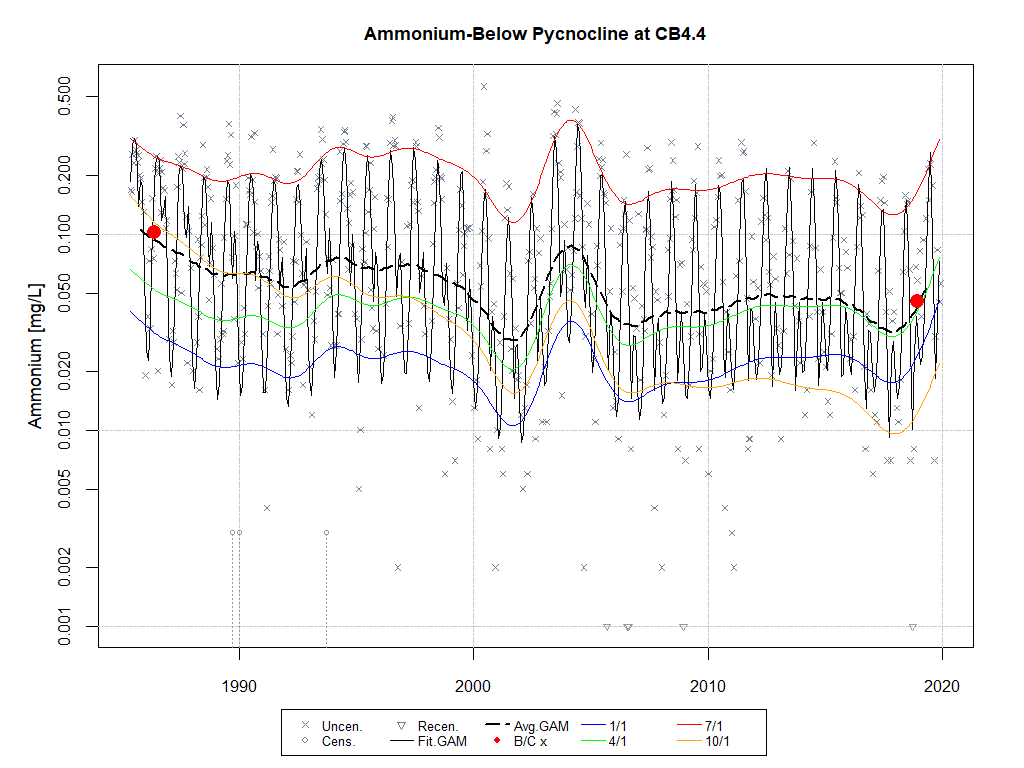 Ammonium-Below Pycnocline at CB4.4
Ammonium [mg/L]
0.500
0.200
0.100
0.050
0.020
0.010
0.005
0.002
0.001
1990 2000 2010 2020
Uncen. Recen. Avg.GAM 1/1 7/1
Cens. Fit.GAM B/C x 4/1 10/1